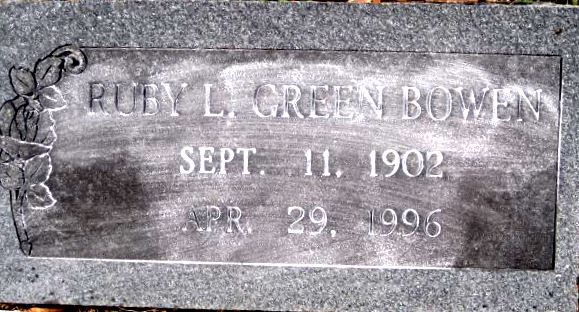 RUBY L. GREEN BOWEN
SEPT. 11, 1902
APR. 29, 1996